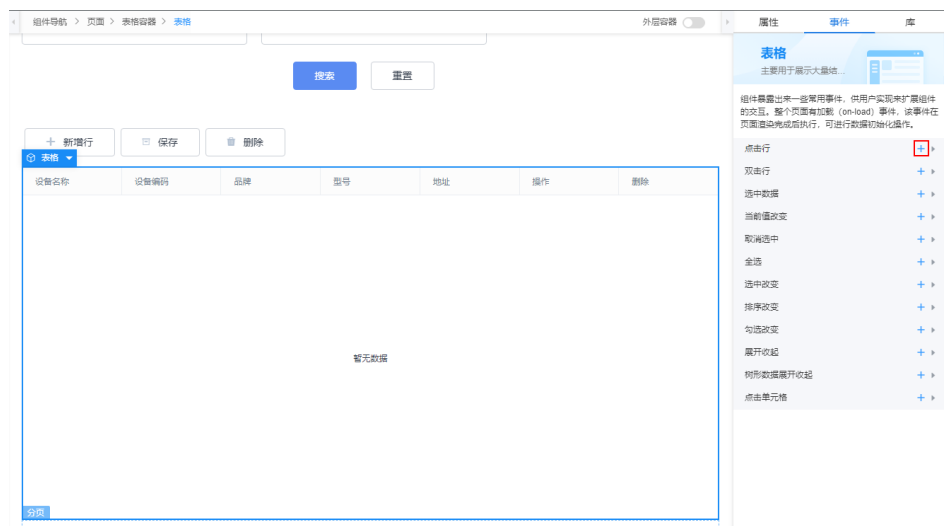 组件导航 > 页面 > 表格容器 > 表格
外层容器
属性 事件 库
表格
主要用于展示大量结...
搜索 重置
组件暴露出来一些常用事件，供用户实现来扩展组件
的交互。整个页面有加载（on-load）事件，该事件在
页面渲染完成后执行，可进行数据初始化操作。
新增行 保存 删除
表格
设备名称 设备编码 品牌 型号 地址 操作 删除
暂无数据
分页
点击行
双击行
选中数据
当前值改变
取消选中
全选
选中改变
排序改变
勾选改变
展开收起
树形数据展开收起
点击单元格